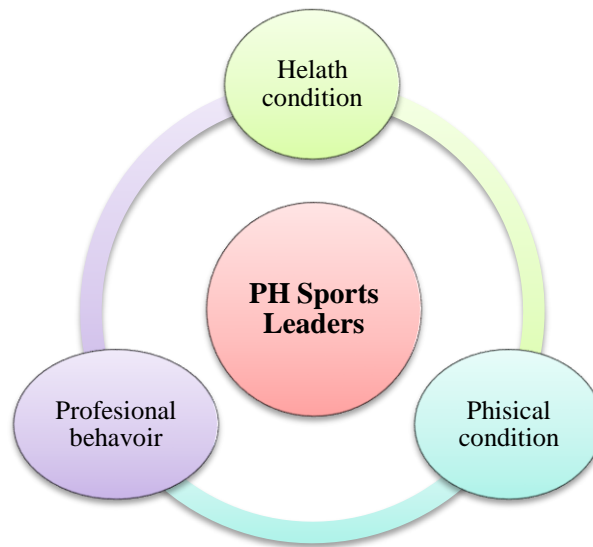 Helath
condition
PH Sports
Leaders
Profesional
behavoir
Phisical
condition